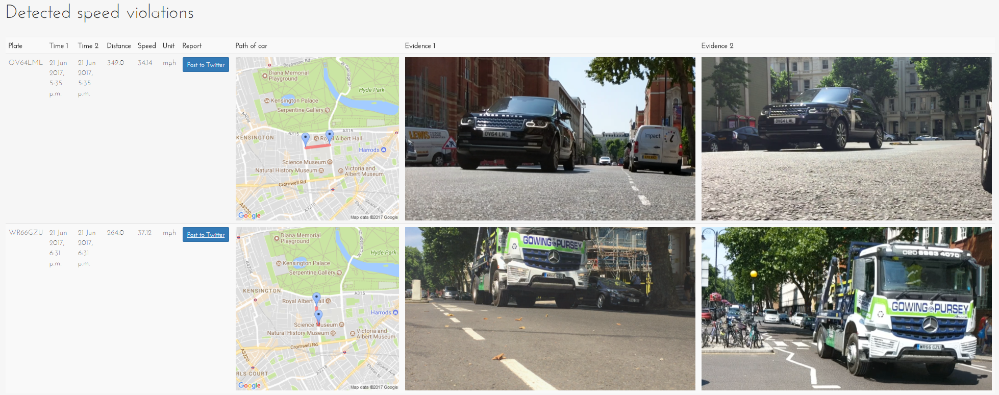 Detected speed violations
Plate Time 1 Time 2 Distance Speed Unit Report Path of car Evidence 1 Evidence 2
OV64LML 21 Jun 2017, 5:35 p.m. 21 Jun 2017, 5:35 p.m. 349.0 34.14 mph Post to Twitter
Bayswater Rd
W Carriage Dr
Diana Memorial
Playground
Hyde Park
Kensington Palace
Serpentine Gallery
A4204
A315
A315
KENSINGTON
Royal Albert Hall
Harrods
Science Museum
Natural History Museum
Victoria and
Albert Museum
Cromwell Rd
A3220
A3218
Sloane Ave
Elystan St
Google
Map data ©2017 Google
RANGE ROVER
OV64 LML
LEWIS
impact
OV64 LML
WR66GZU 21 Jun 2017, 6:31 p.m. 21 Jun 2017, 6:31 p.m. 264.0 37.12 mph Post to Twitter
Diana Memorial
Playground
W Carriage Dr
Hyde Park
A4204
Kensington Palace
Serpentine Gallery
KENSINGTON
A315
Royal Albert Hall
Harrods
Science Museum
Natural History Museum
Victoria and
Albert Museum
Cromwell Rd
A3220
A3218
Sloane Ave
Elystan St
RLS COURT
Google
Map data ©2017 Google
GOWING & PURSEY
WR66 GZU
020 8993 4070
GOWING & PURSEY
WR66 GZU